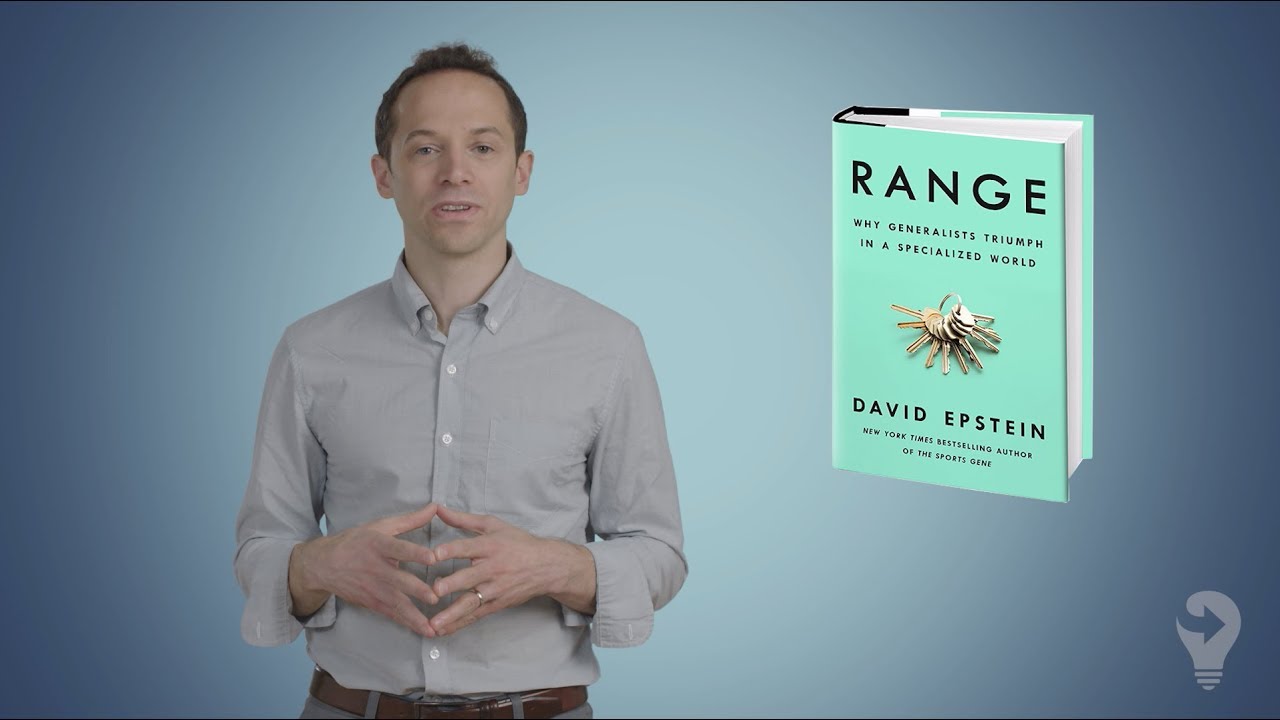 RANGE
WHY GENERALISTS TRIUMPH
IN A SPECIALIZED WORLD
DAVID EPSTEIN
NEW YORK TIMES BESTSELLING AUTHOR
OF THE SPORTS GENE